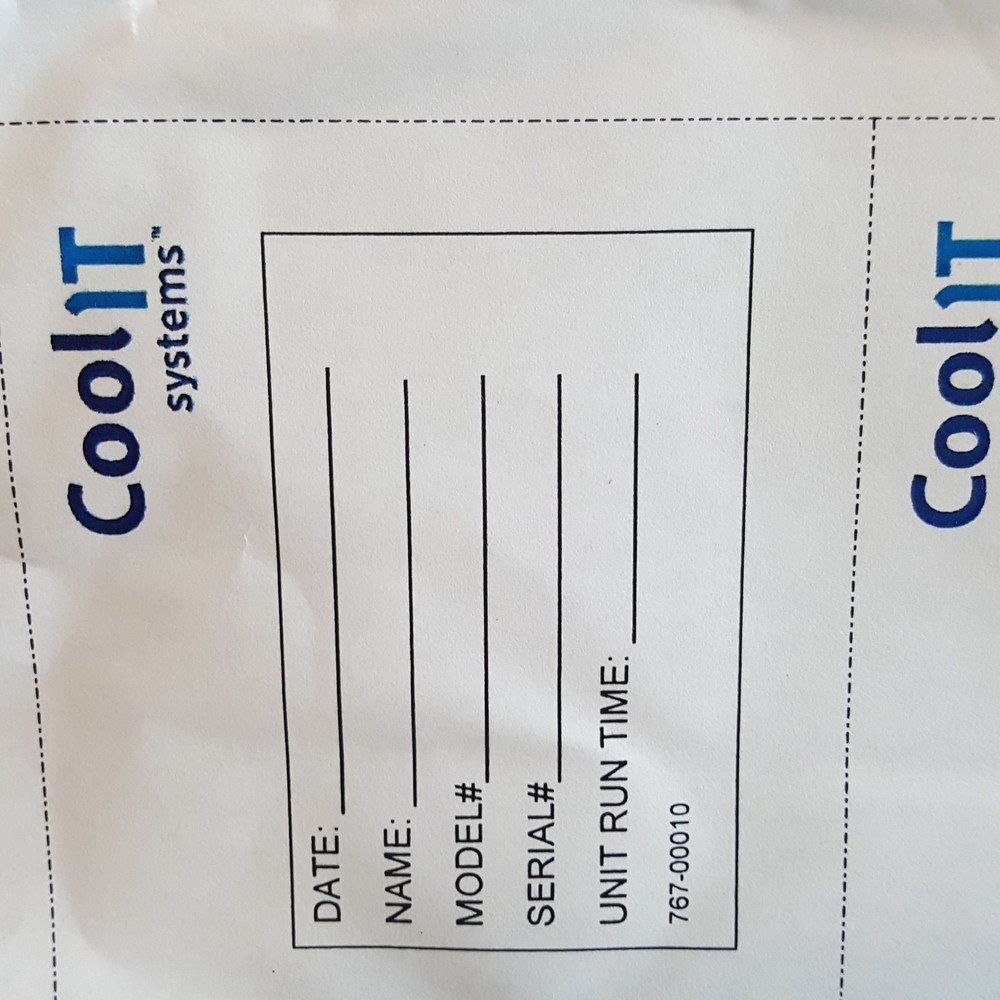 CoolIT
systems™
DATE:
NAME:
MODEL#
SERIAL#
UNIT RUN TIME:
767-00010
CoolIT